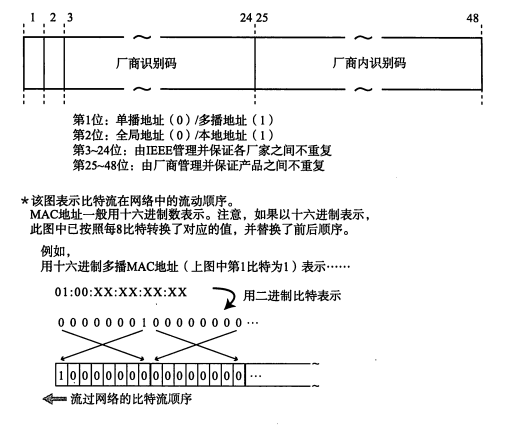 1 2 3 24 25 48
厂商识别码 厂商内识别码
第1位：单播地址（0）/多播地址（1）
第2位：全局地址（0）/本地地址（1）
第3~24位：由IEEE管理并保证各厂家之间不重复
第25~48位：由厂商管理并保证产品之间不重复
*该图表示比特流在网络中的流动顺序。
MAC地址一般用十六进制数表示。注意，如果以十六进制表示，
此图中已按照每8比特转换了对应的值，并替换了前后顺序。
例如，
用十六进制多播MAC地址（上图中第1比特为1）表示……
01:00:XX:XX:XX:XX
用二进制比特表示
0 0 0 0 0 0 0 1 0 0 0 0 0 0 0 0 …
1 0 0 0 0 0 0 0 0 0 0 0 0 0 0 0 …
流过网络的比特流顺序